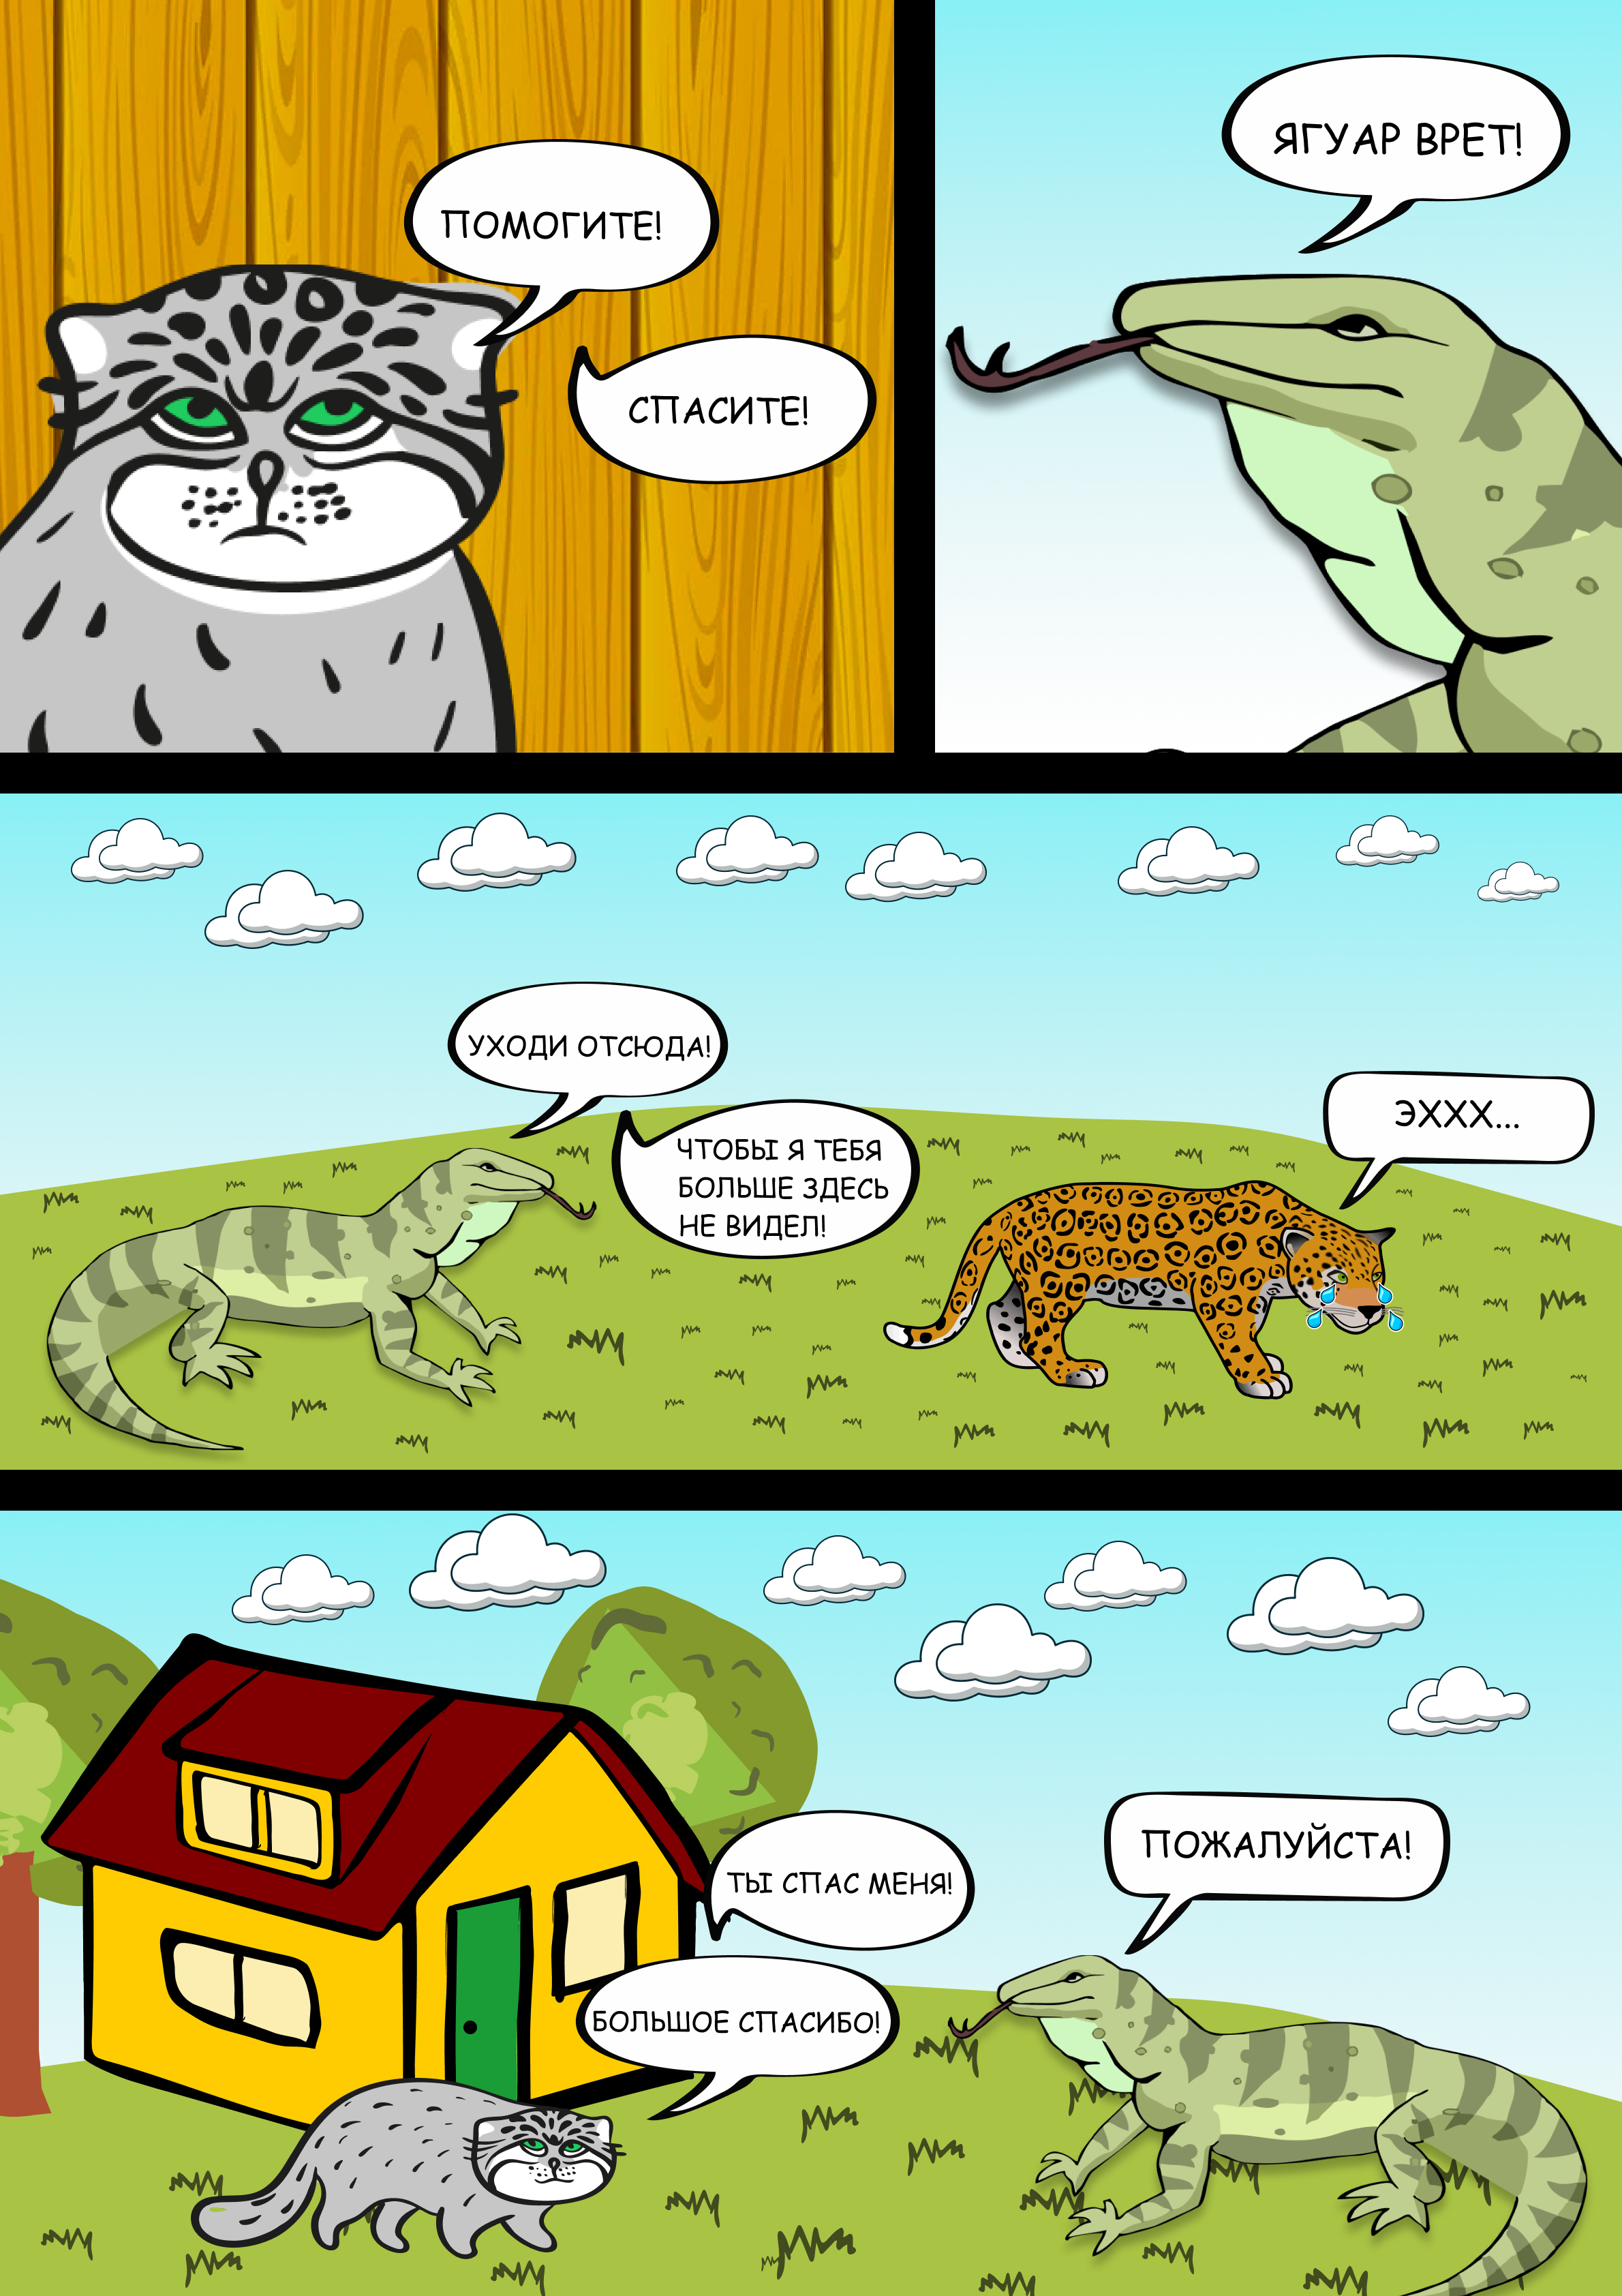 ПОМОГИТЕ!
СПАСИТЕ!
ЯГУАР ВРЕТ!
УХОДИ ОТСЮДА!
ЧТОБЫ Я ТЕБЯ
БОЛЬШЕ ЗДЕСЬ
НЕ ВИДЕЛ!
ЭХХХ...
ТЫ СПАС МЕНЯ!
БОЛЬШОЕ СПАСИБО!
ПОЖАЛУЙСТА!